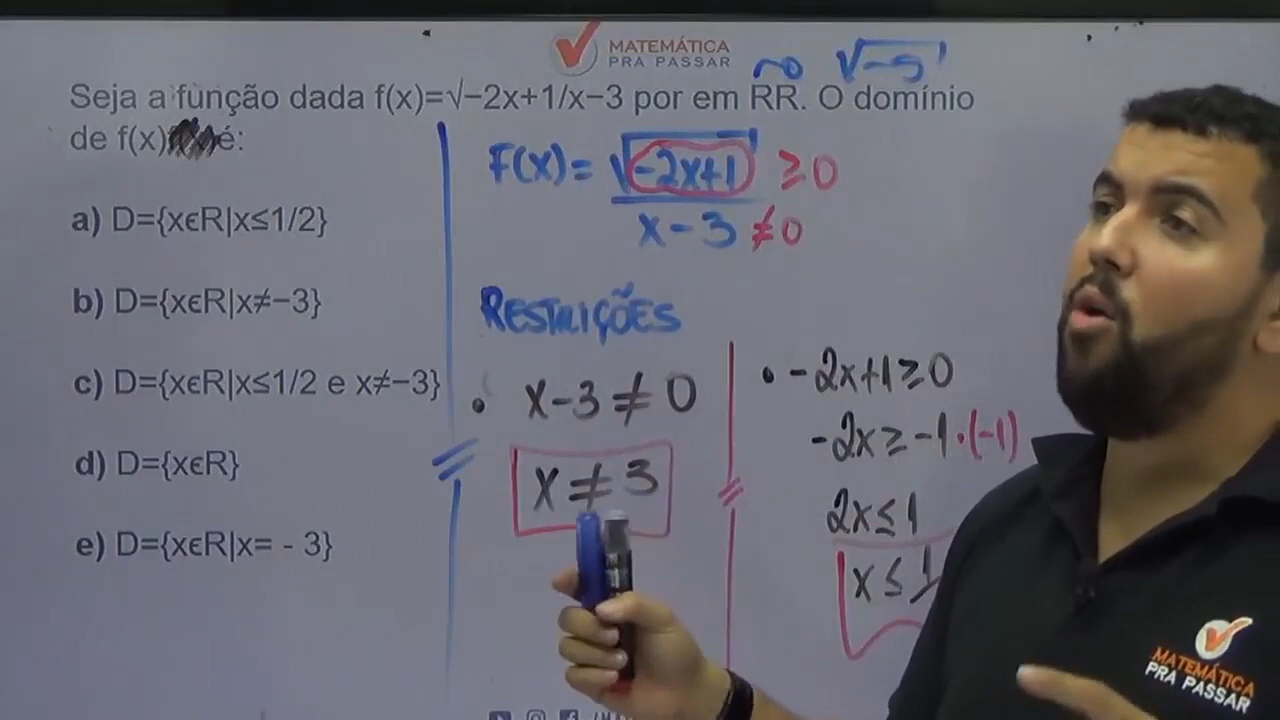 MATEMÁTICA
PRA PASSAR
√-5
Seja a função dada f(x)=√−2x+1/x−3 por em RR. O domínio
de f(x) é:
a) D={xϵR|x≤1/2}
b) D={xϵR|x≠−3}
c) D={xϵR|x≤1/2 e x≠−3}
d) D={xϵR}
e) D={xϵR|x= - 3}
F(x)= √-2x+1 ≥0
x-3 ≠0
RESTRIÇÕES
• x-3≠0
x≠3
• -2x+1≥0
-2x≥-1•(-1)
2x≤1
x≤1
MATEMÁTICA
PRA PASSAR